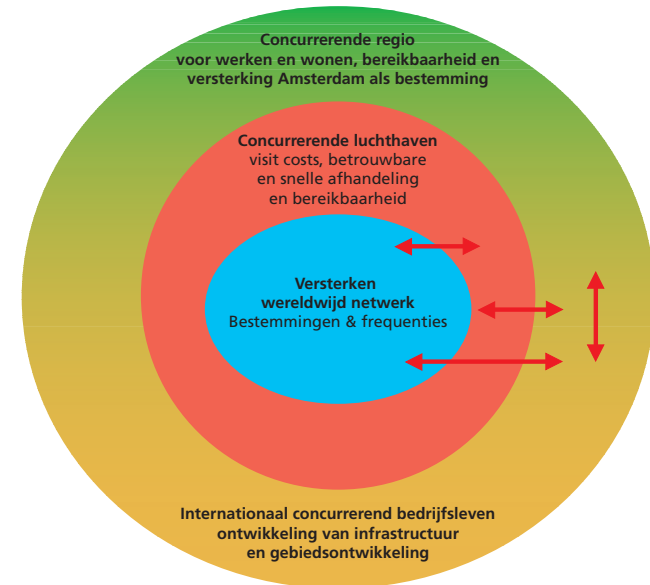 Concurrerende regio
voor werken en wonen, bereikbaarheid en
versterking Amsterdam als bestemming
Concurrerende luchthaven
visit costs, betrouwbare
en snelle afhandeling
en bereikbaarheid
Versterken
wereldwijd netwerk
Bestemmingen & frequenties
Internationaal concurrerend bedrijfsleven
ontwikkeling van infrastructuur
en gebiedsontwikkeling